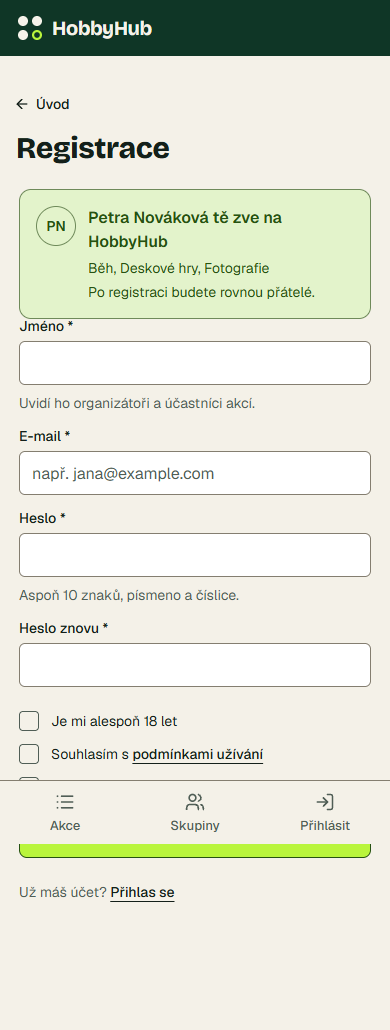 HobbyHub
← Úvod
Registrace
PN
Petra Nováková tě zve na
HobbyHub
Běh, Deskové hry, Fotografie
Po registraci budete rovnou přátelé.
Jméno *
Uvidí ho organizátoři a účastníci akcí.
E-mail *
např. jana@example.com
Heslo *
Aspoň 10 znaků, písmeno a číslice.
Heslo znovu *
Je mi alespoň 18 let
Souhlasím s podmínkami užívání
Akce
Skupiny
Přihlásit
Už máš účet? Přihlas se